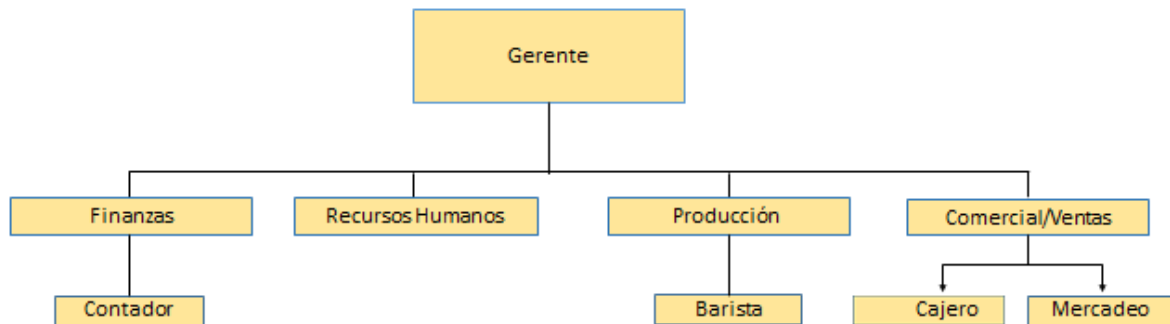 Gerente
Finanzas
Recursos Humanos
Producción
Comercial/Ventas
Contador
Barista
Cajero
Mercadeo